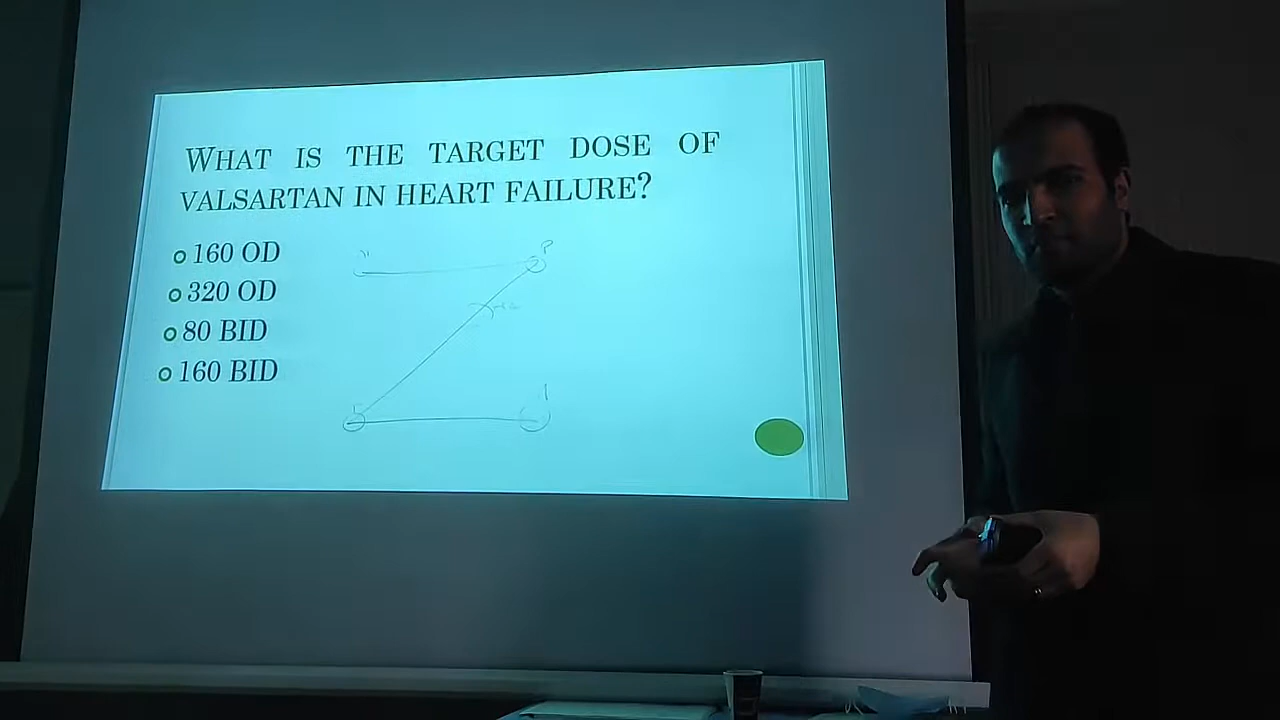 WHAT IS THE TARGET DOSE OF
VALSARTAN IN HEART FAILURE?
160 OD
320 OD
80 BID
160 BID